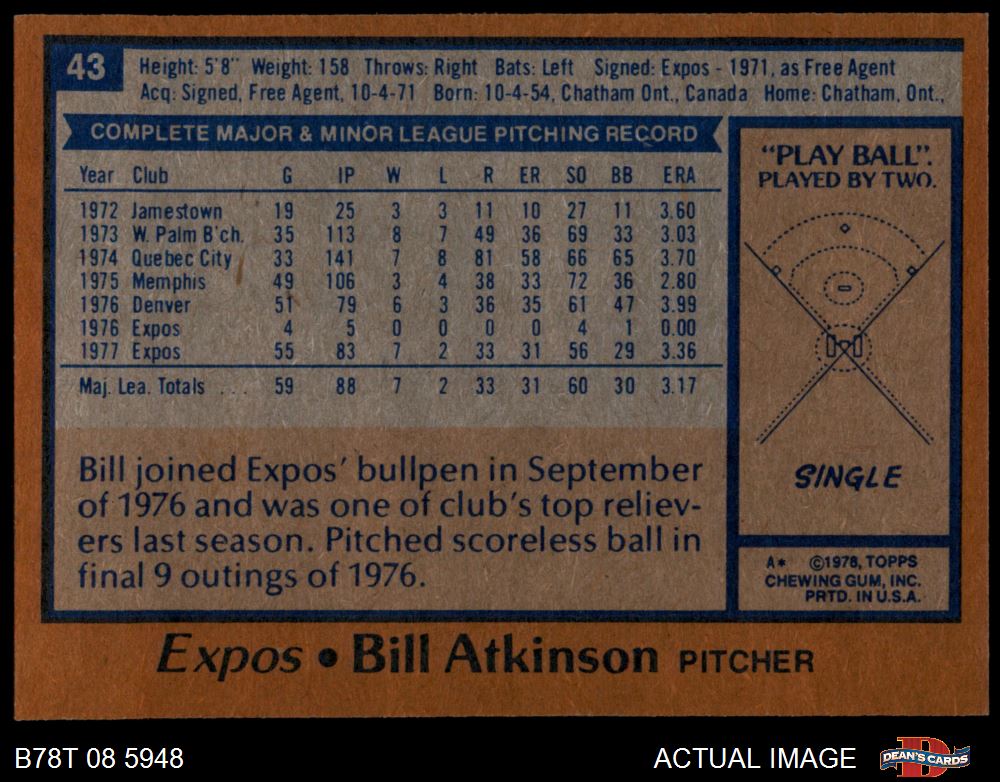 43
Height: 5'8" Weight: 158 Throws: Right Bats: Left Signed: Expos - 1971, as Free Agent
Acq: Signed, Free Agent, 10-4-71 Born: 10-4-54, Chatham Ont., Canada Home: Chatham, Ont.,
COMPLETE MAJOR & MINOR LEAGUE PITCHING RECORD
Year Club G IP W L R ER SO BB ERA
1972 Jamestown 19 25 3 3 11 10 27 11 3.60
1973 W. Palm B'ch. 35 113 8 7 49 36 69 33 3.03
1974 Quebec City 33 141 7 8 81 58 66 65 3.70
1975 Memphis 49 106 3 4 38 33 72 36 2.80
1976 Denver 51 79 6 3 36 35 61 47 3.99
1976 Expos 4 5 0 0 0 0 4 1 0.00
1977 Expos 55 83 7 2 33 31 56 29 3.36
Maj. Lea. Totals . . . 59 88 7 2 33 31 60 30 3.17
Bill joined Expos' bullpen in September
of 1976 and was one of club's top reliev-
ers last season. Pitched scoreless ball in
final 9 outings of 1976.
"PLAY BALL".
PLAYED BY TWO.
SINGLE
A* ©1978, TOPPS
CHEWING GUM, INC.
PRTD. IN U.S.A.
Expos • Bill Atkinson PITCHER
B78T 08 5948
ACTUAL IMAGE
DEAN'S CARDS